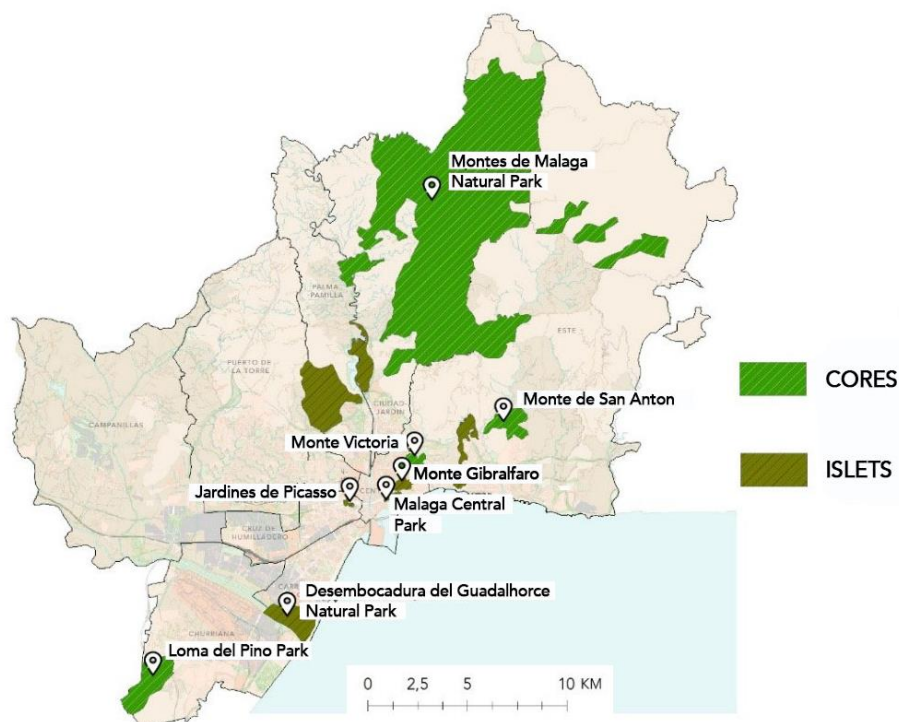 Montes de Malaga
Natural Park
PALMA
PALMILLA
ESTE
PUERTO DE
LA TORRE
CORES
Monte de San Anton
CIUDAD
JARDÍN
CAMPANILLAS
Monte Victoria
Monte Gibralfaro
ISLETS
Jardines de Picasso
Malaga Central
Park
CRUZ DE
HUMILLADERO
Desembocadura del Guadalhorce
Natural Park
CHURRIANA
Loma del Pino Park
0 2,5 5 10 KM